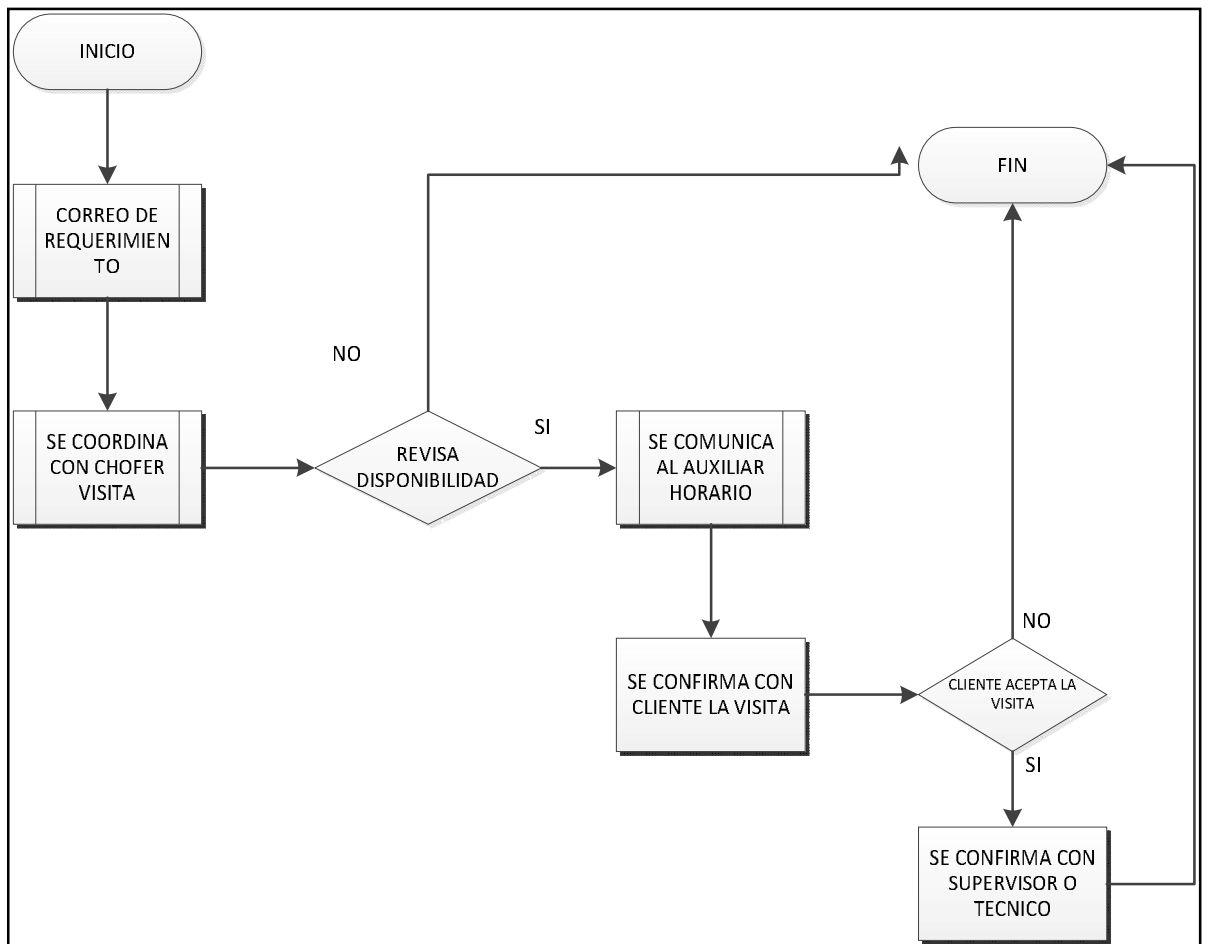 INICIO
FIN
CORREO DE
REQUERIMIEN
TO
NO
SE COORDINA
CON CHOFER
VISITA
REVISA
DISPONIBILIDAD
SI
SE COMUNICA
AL AUXILIAR
HORARIO
SE CONFIRMA CON
CLIENTE LA VISITA
NO
CLIENTE ACEPTA LA
VISITA
SI
SE CONFIRMA CON
SUPERVISOR O
TECNICO